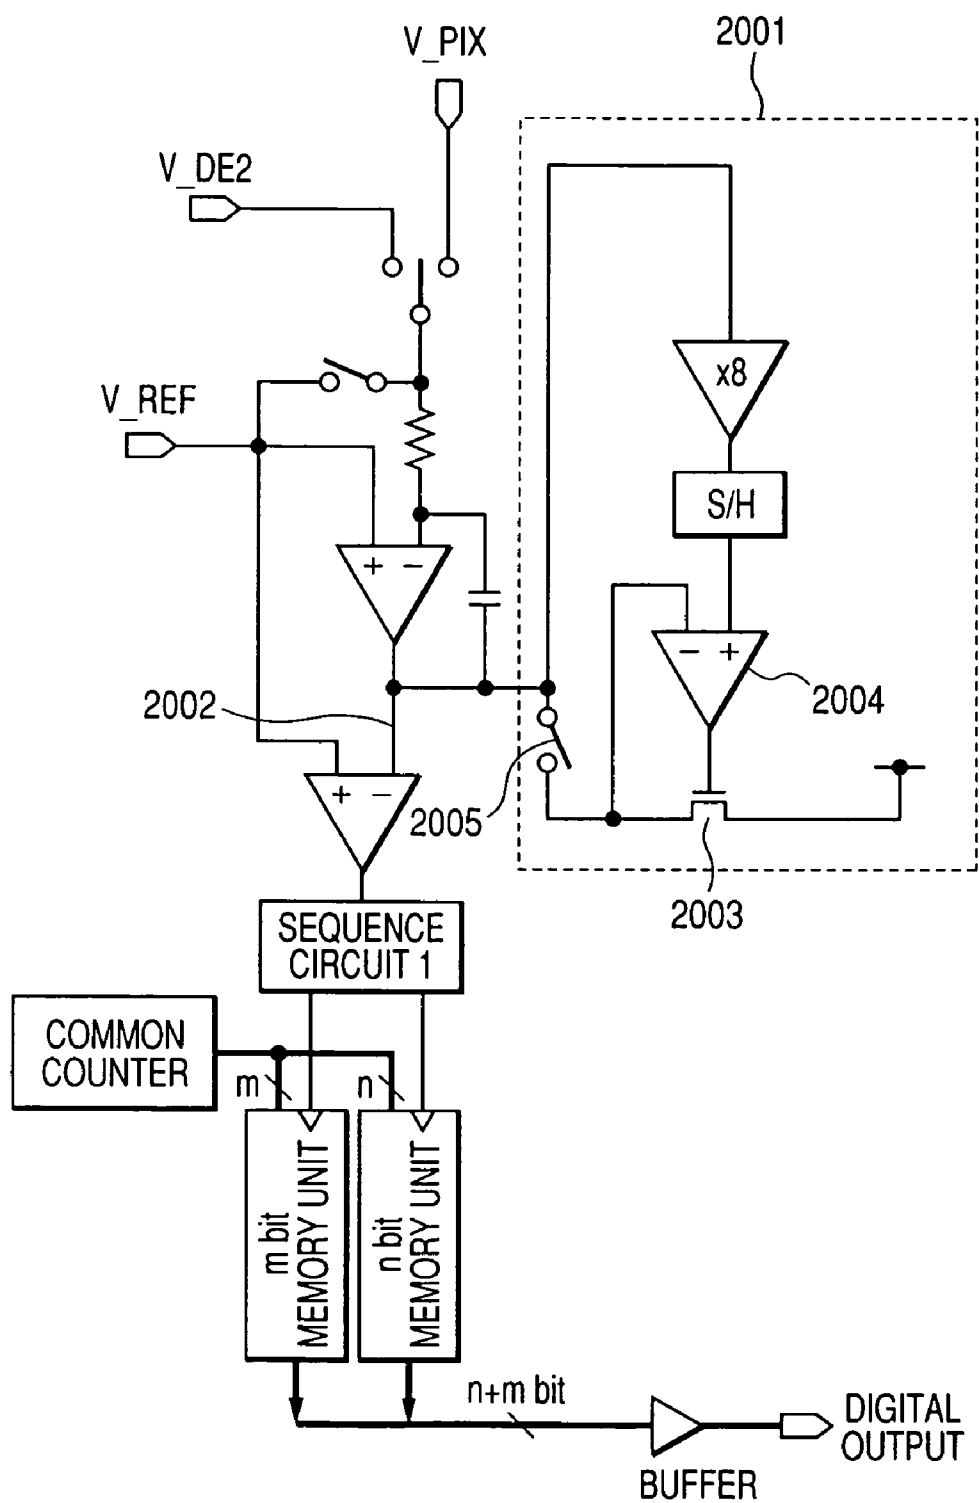 2001
V_PIX
V_DE2
V_REF
x8
S/H
+ −
− +
2004
2002
+ −
2005
2003
SEQUENCE
CIRCUIT 1
COMMON
COUNTER
m
n
m bit
MEMORY UNIT
n bit
MEMORY UNIT
n+m bit
DIGITAL
OUTPUT
BUFFER